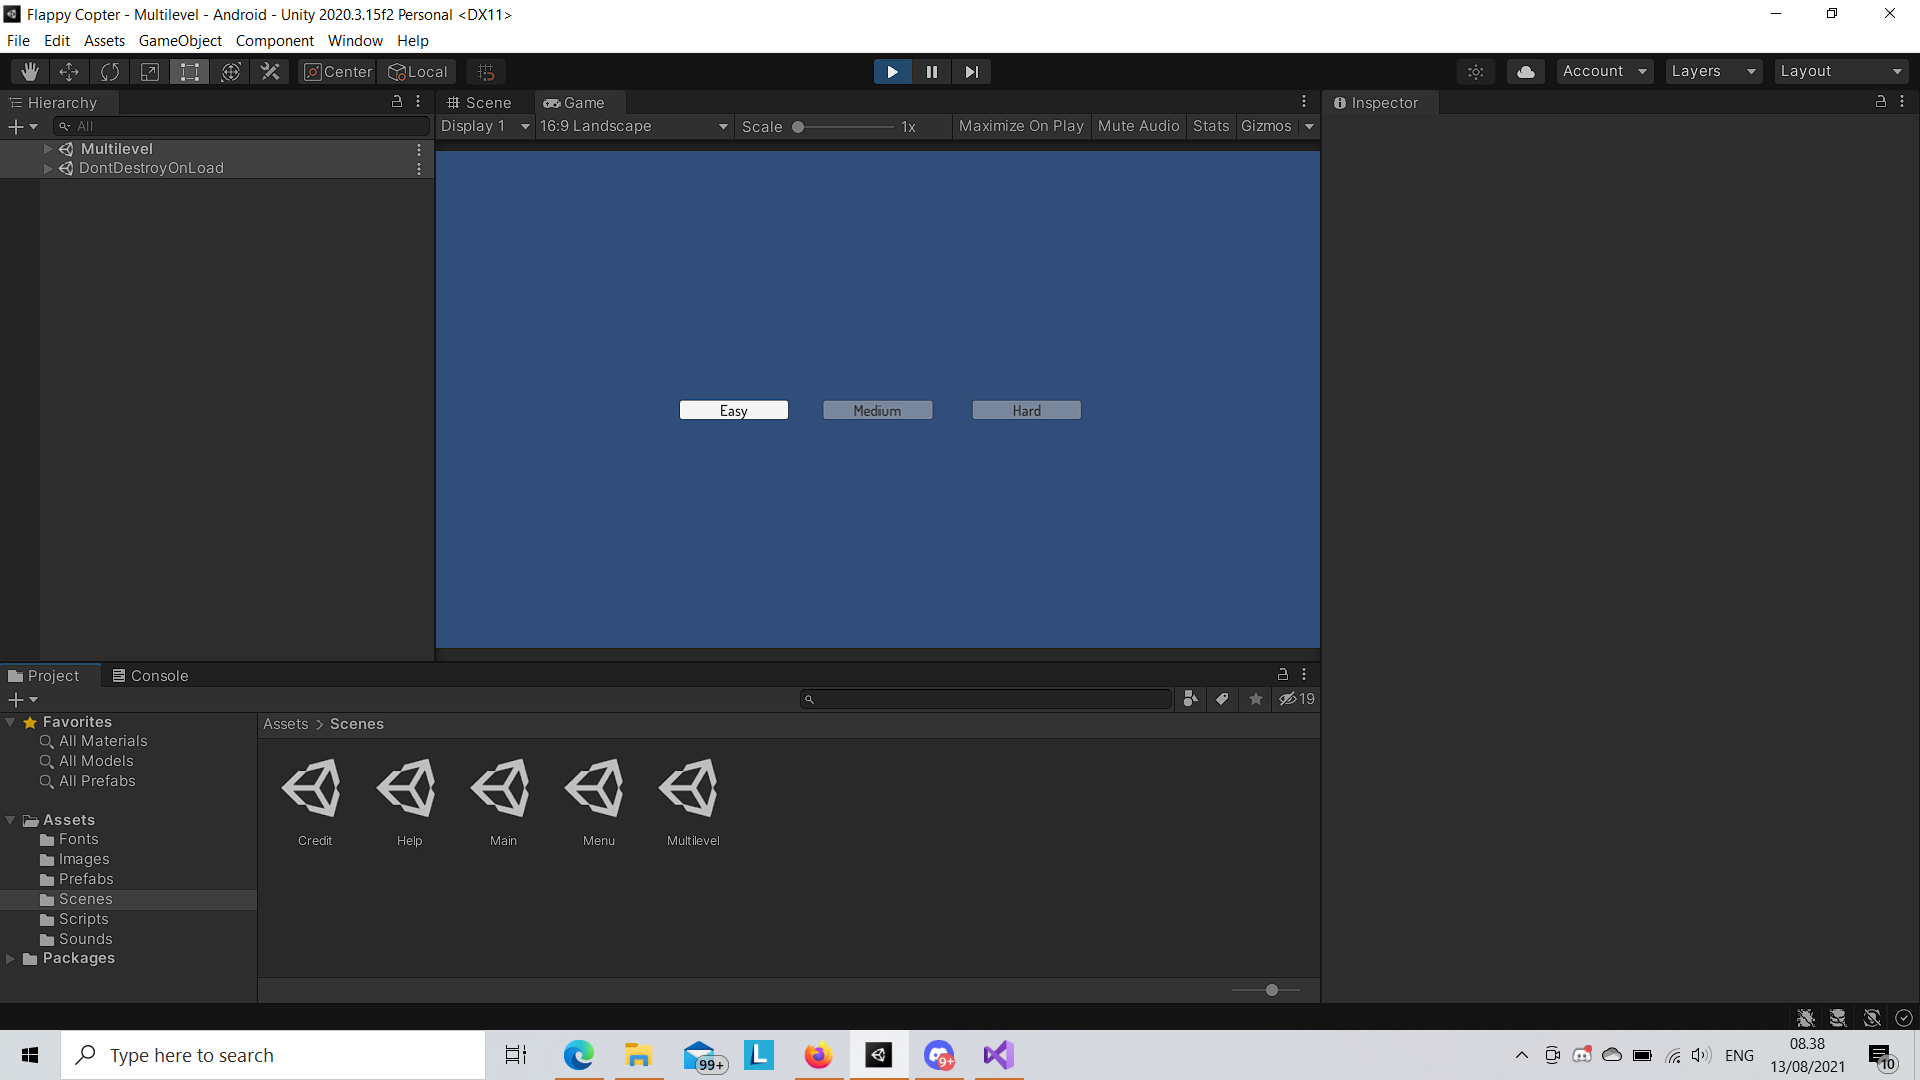 Flappy Copter - Multilevel - Android - Unity 2020.3.15f2 Personal <DX11>
File Edit Assets GameObject Component Window Help
Center Local Account Layers Layout
Hierarchy
All
Multilevel
DontDestroyOnLoad
Scene Game
Display 1 16:9 Landscape Scale 1x Maximize On Play Mute Audio Stats Gizmos
Easy Medium Hard
Inspector
Project Console
19
Favorites
All Materials
All Models
All Prefabs
Assets
Fonts
Images
Prefabs
Scenes
Scripts
Sounds
Packages
Assets > Scenes
Credit Help Main Menu Multilevel
Type here to search
99+
L
9+
ENG
08.38
13/08/2021
10